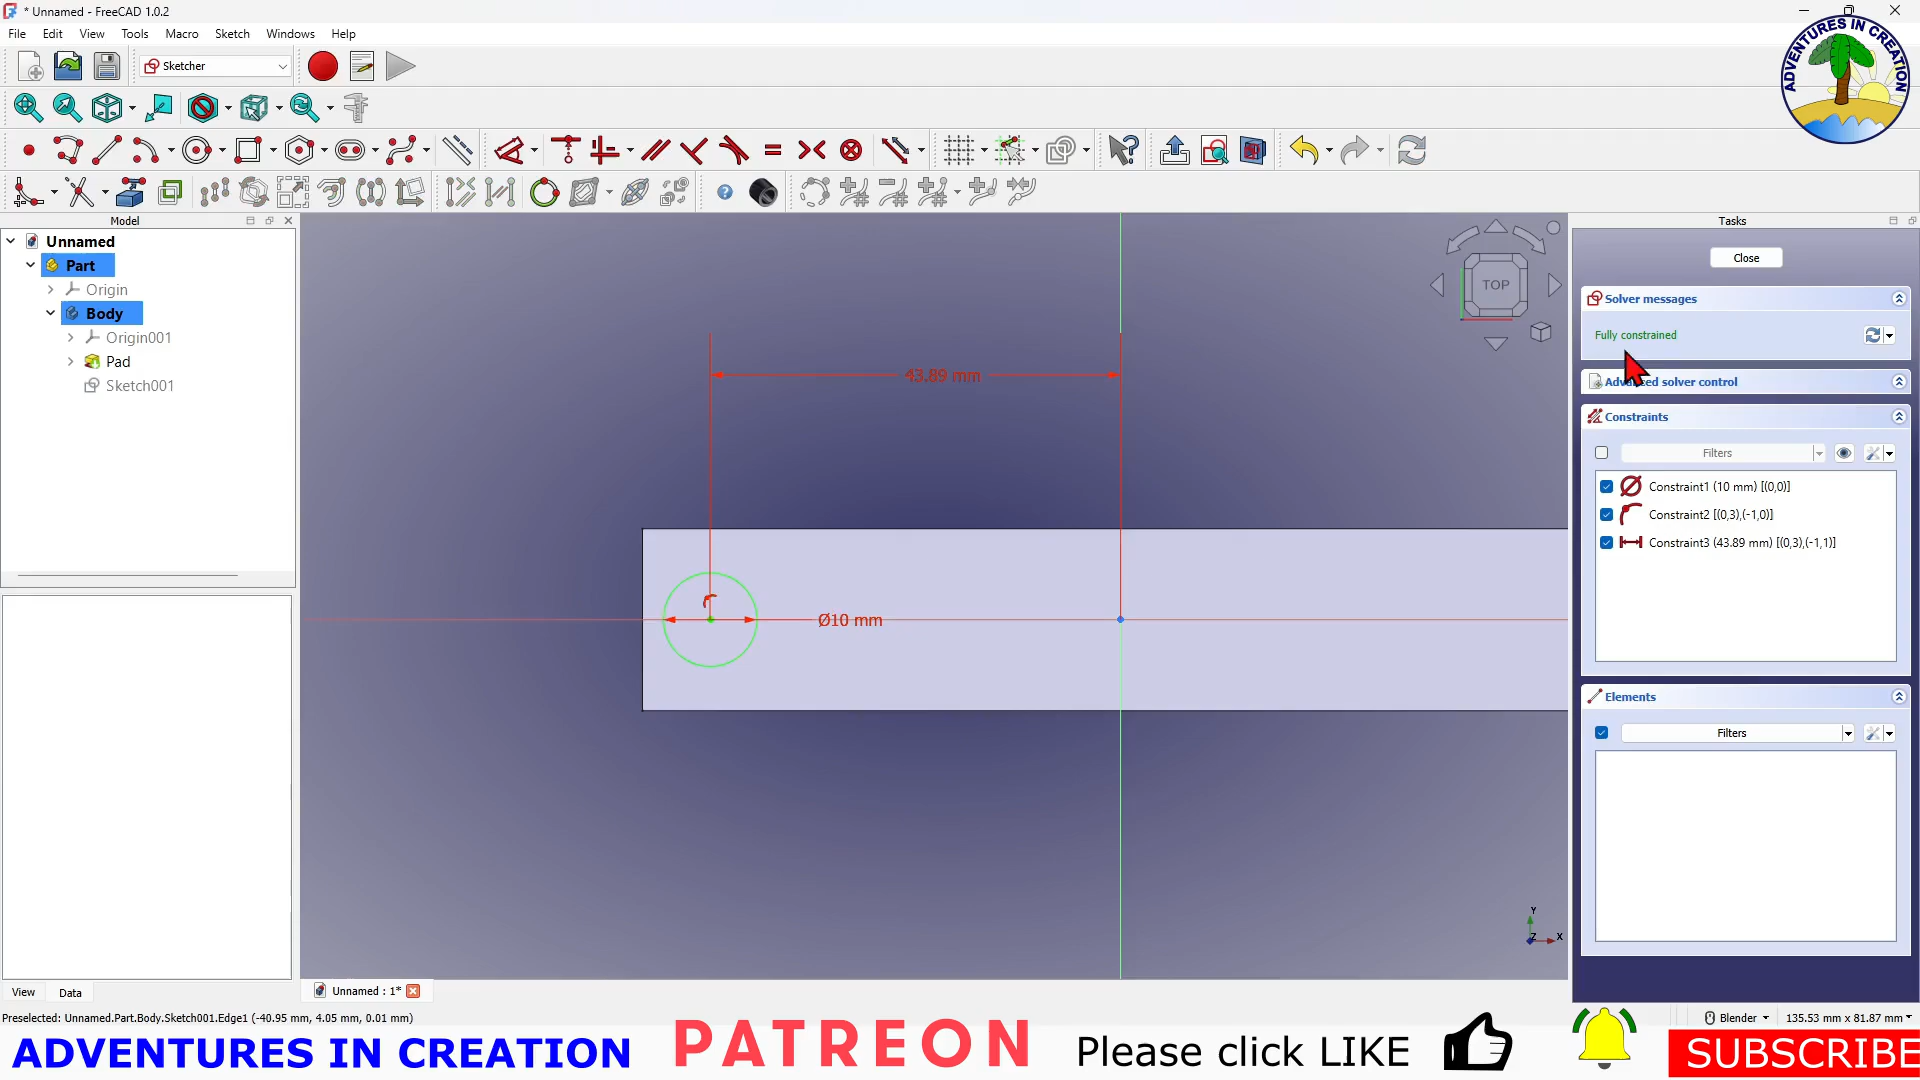 * Unnamed - FreeCAD 1.0.2
File Edit View Tools Macro Sketch Windows Help
ADVENTURES IN CREATION
Sketcher
Model
Unnamed
Part
Origin
Body
Origin001
Pad
Sketch001
View Data
43.89 mm
Ø10 mm
TOP
Y
Z X
Unnamed : 1*
Tasks
Close
Solver messages
Fully constrained
Advanced solver control
Constraints
Filters
Constraint1 (10 mm) [(0,0)]
Constraint2 [(0,3),(-1,0)]
Constraint3 (43.89 mm) [(0,3),(-1,1)]
Elements
Filters
Preselected: Unnamed.Part.Body.Sketch001.Edge1 (-40.95 mm, 4.05 mm, 0.01 mm)
Blender 135.53 mm x 81.87 mm
ADVENTURES IN CREATION PATREON Please click LIKE SUBSCRIBE